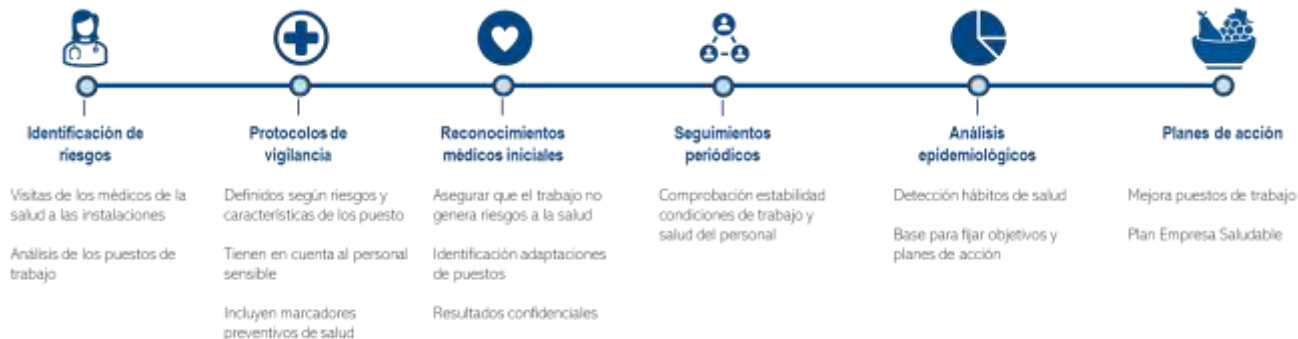 Identificación de
riesgos
Visitas de los médicos de la
salud a las instalaciones
Análisis de los puestos de
trabajo
Protocolos de
vigilancia
Definidos según riesgos y
características de los puesto
Tienen en cuenta al personal
sensible
Incluyen marcadores
preventivos de salud
Reconocimientos
médicos iniciales
Asegurar que el trabajo no
genera riesgos a la salud
Identificación adaptaciones
de puestos
Resultados confidenciales
Seguimientos
periódicos
Comprobación estabilidad
condiciones de trabajo y
salud del personal
Análisis
epidemiológicos
Detección hábitos de salud
Base para fijar objetivos y
planes de acción
Planes de acción
Mejora puestos de trabajo
Plan Empresa Saludable